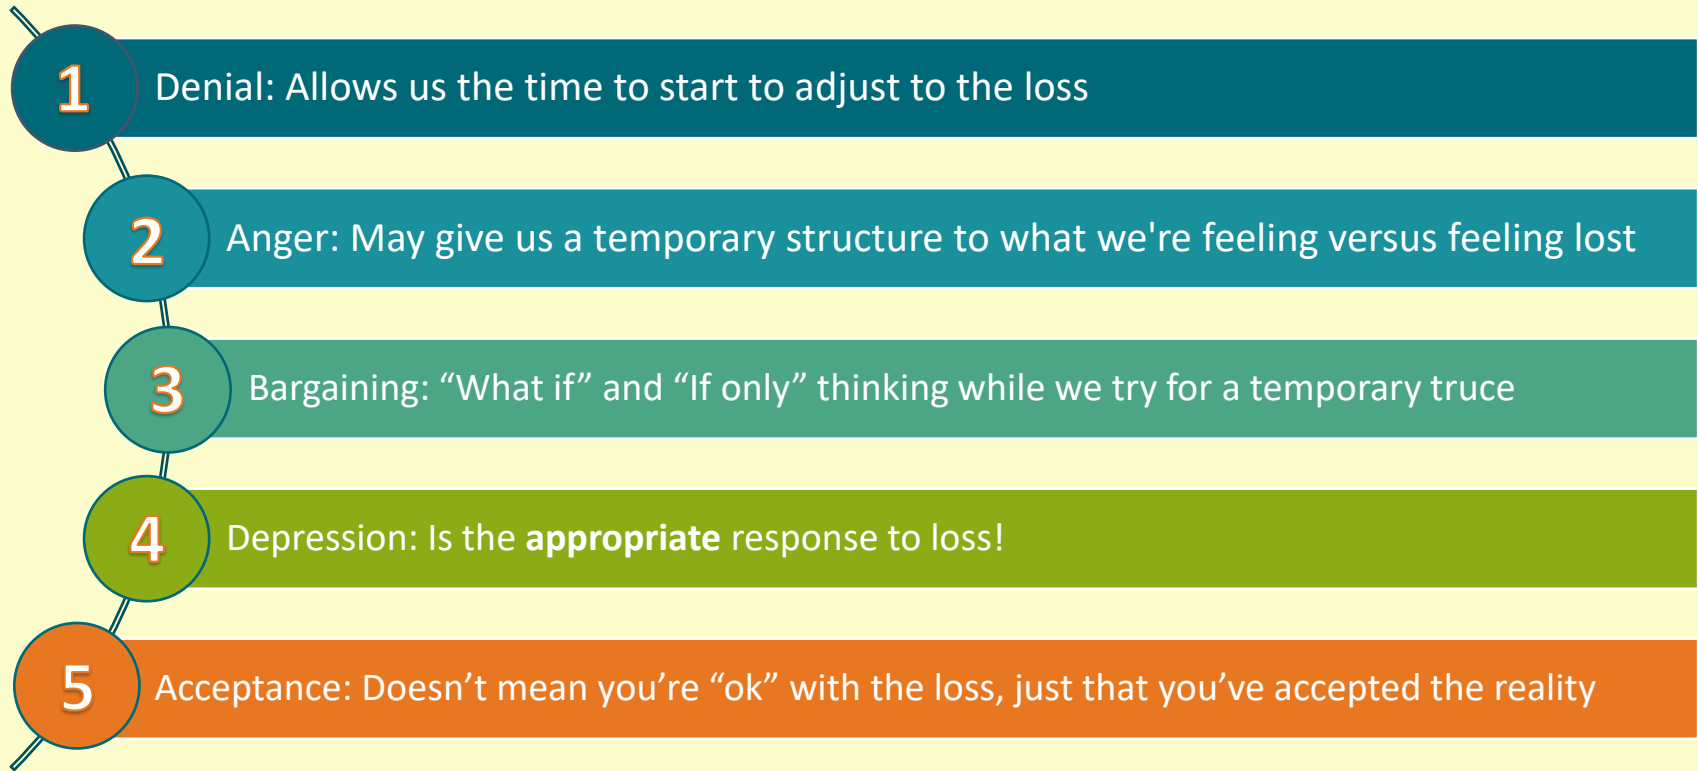 1
Denial: Allows us the time to start to adjust to the loss
2
Anger: May give us a temporary structure to what we're feeling versus feeling lost
3
Bargaining: “What if” and “If only” thinking while we try for a temporary truce
4
Depression: Is the appropriate response to loss!
5
Acceptance: Doesn’t mean you’re “ok” with the loss, just that you’ve accepted the reality